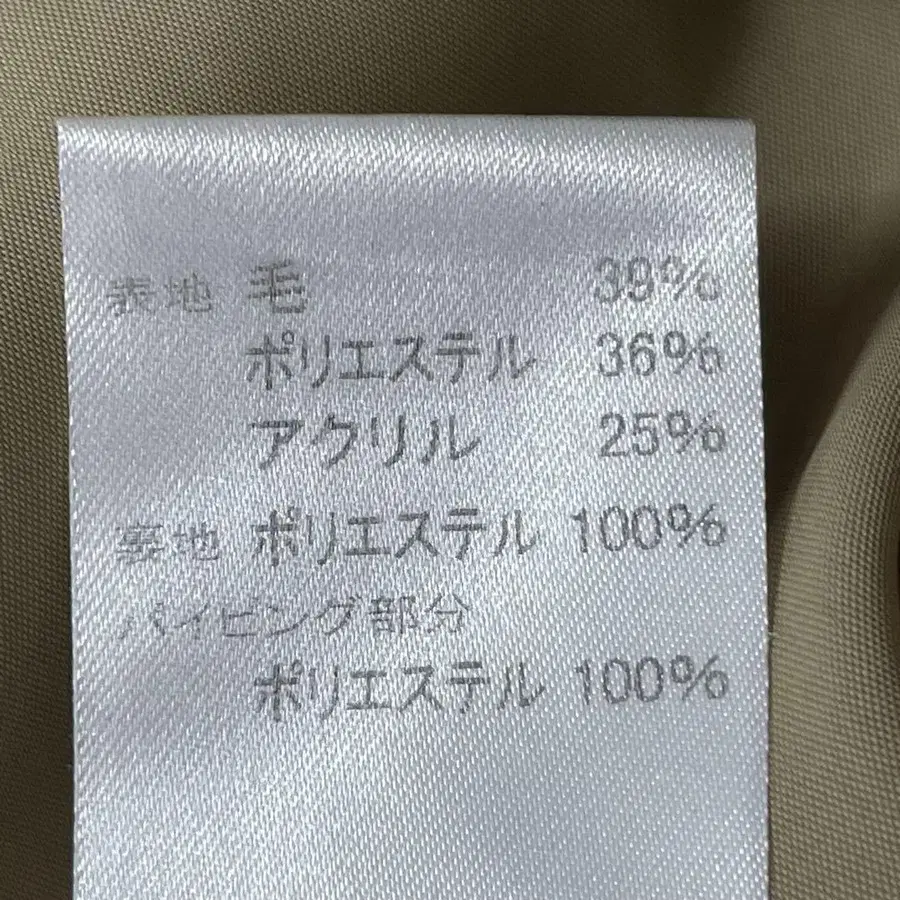 表地 毛 39%
ポリエステル 36%
アクリル 25%
裏地 ポリエステル 100%
パイピング部分
ポリエステル 100%